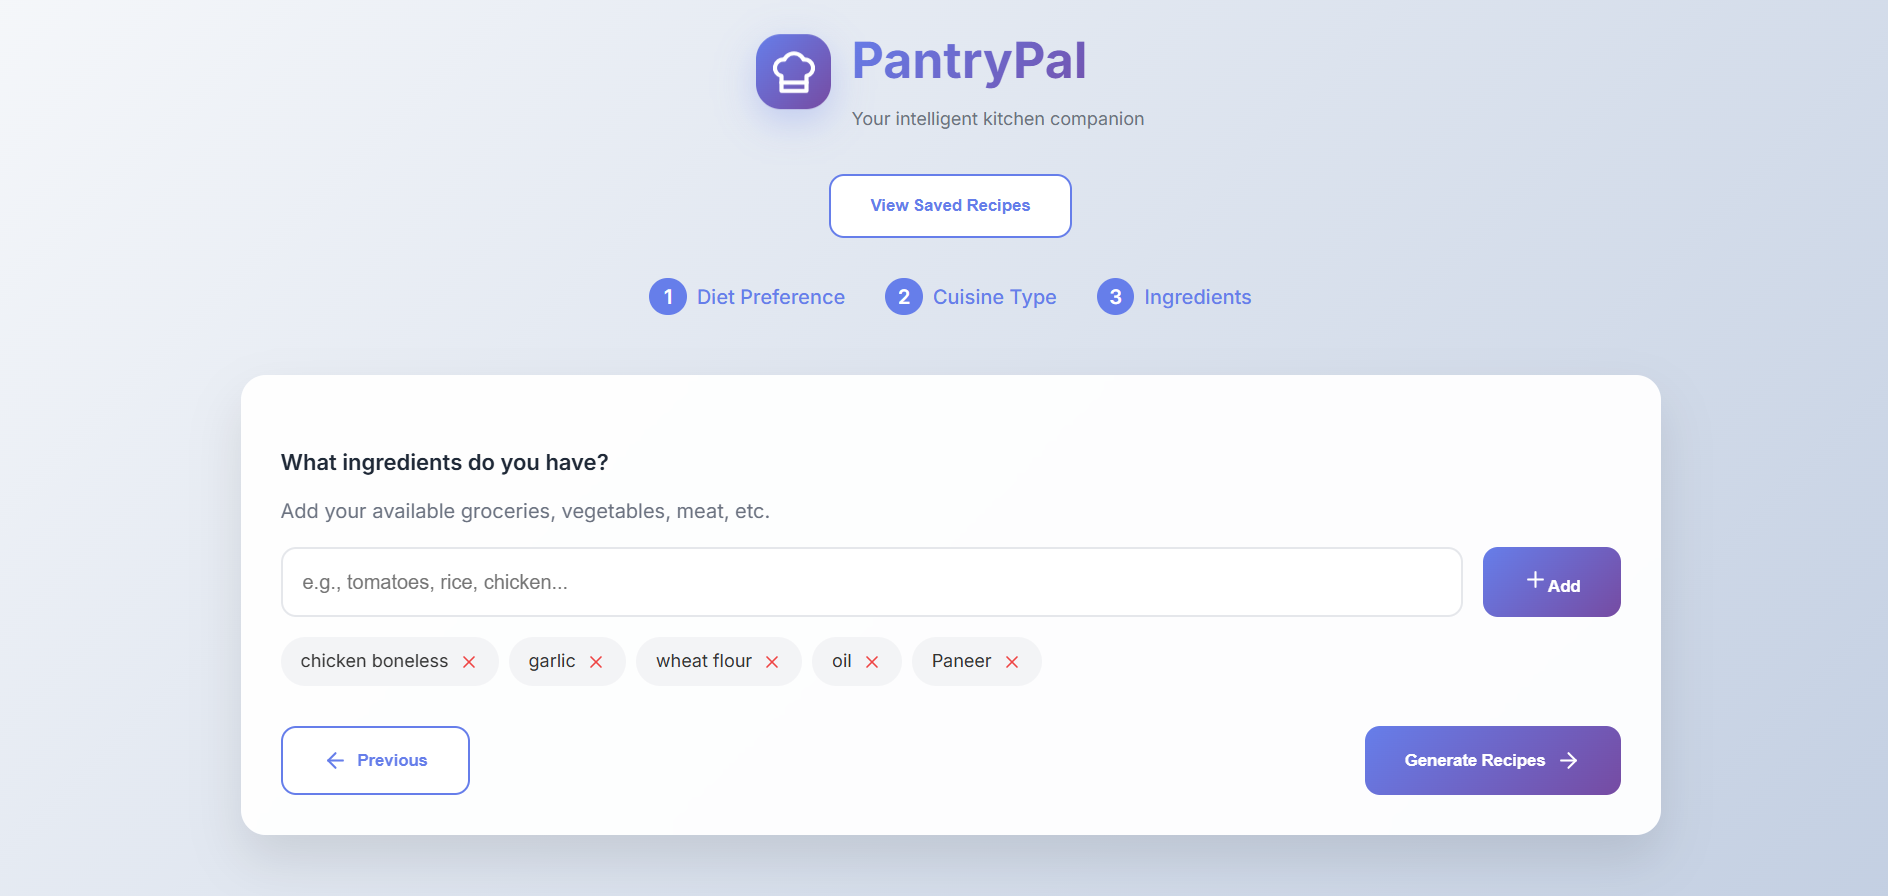 PantryPal
Your intelligent kitchen companion
View Saved Recipes
1 Diet Preference 2 Cuisine Type 3 Ingredients
What ingredients do you have?
Add your available groceries, vegetables, meat, etc.
e.g., tomatoes, rice, chicken...
Add
chicken boneless garlic wheat flour oil Paneer
Previous Generate Recipes